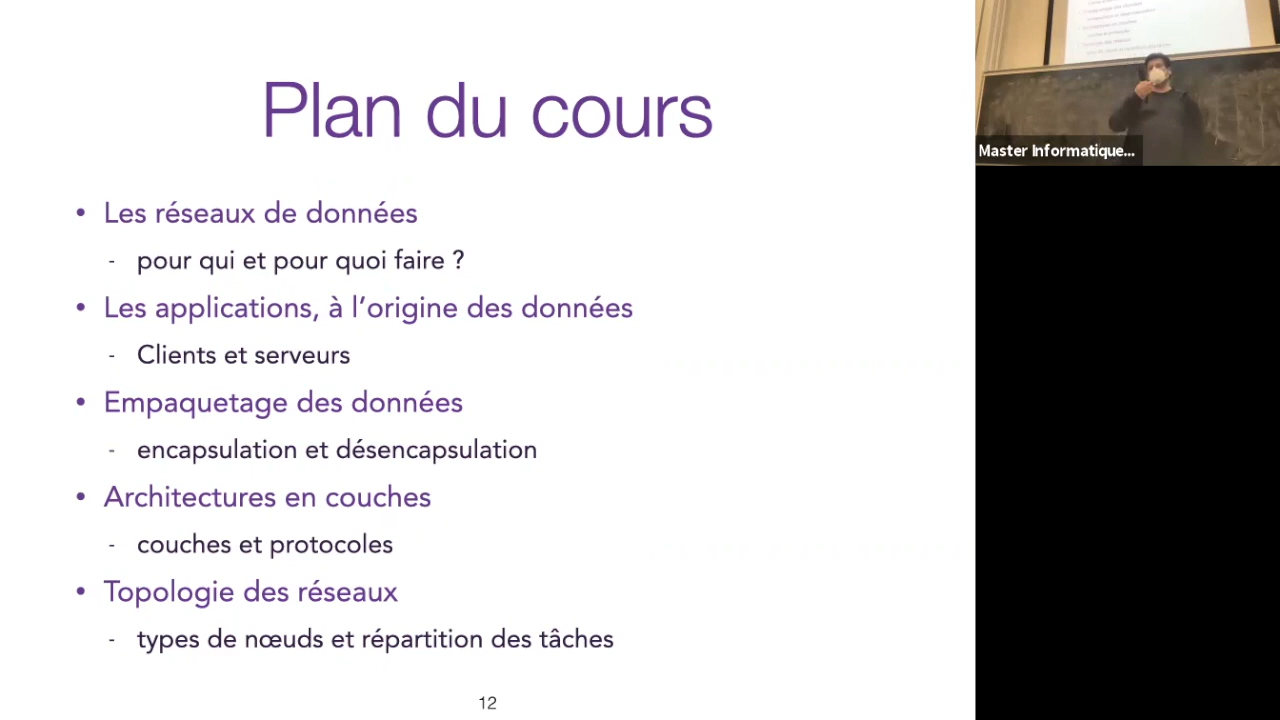 Plan du cours
• Les réseaux de données
- pour qui et pour quoi faire ?
• Les applications, à l’origine des données
- Clients et serveurs
• Empaquetage des données
- encapsulation et désencapsulation
• Architectures en couches
- couches et protocoles
• Topologie des réseaux
- types de nœuds et répartition des tâches
12
Master Informatique...